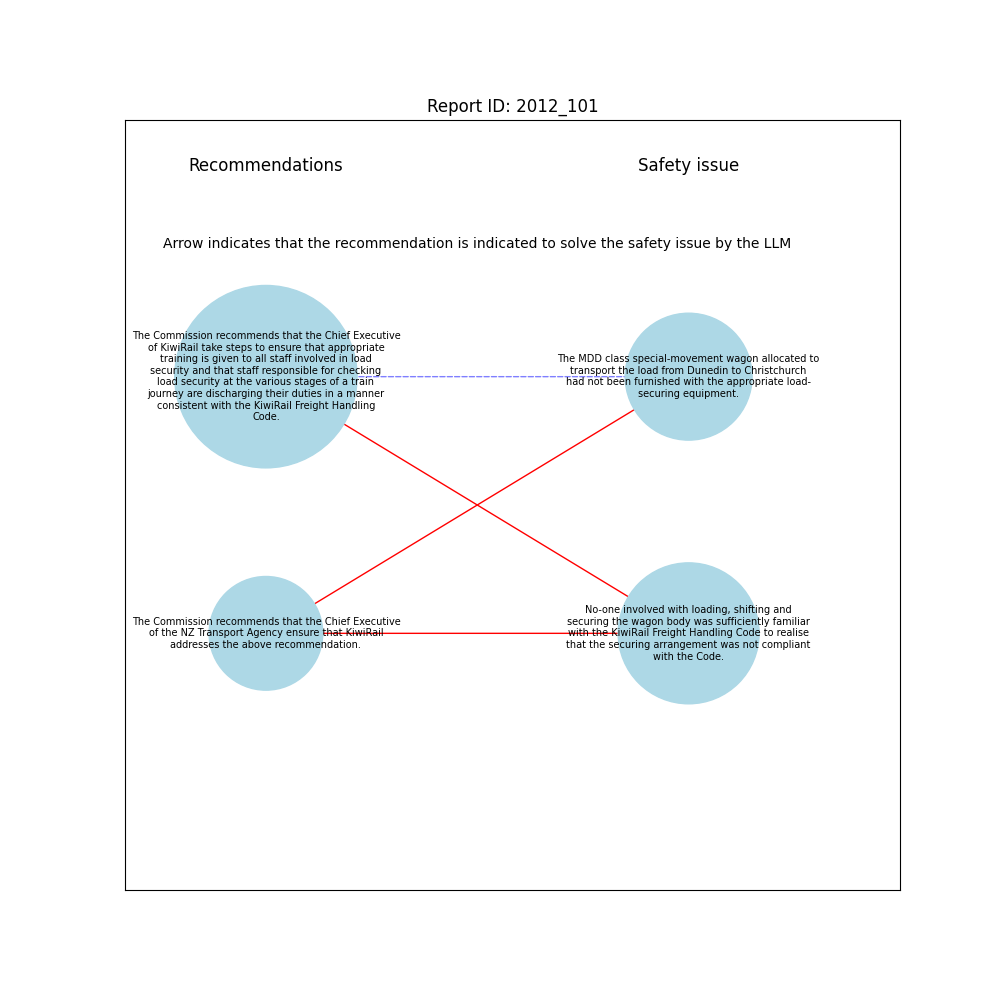 Report ID: 2012_101
Recommendations
Safety issue
Arrow indicates that the recommendation is indicated to solve the safety issue by the LLM
The Commission recommends that the Chief Executive
of KiwiRail take steps to ensure that appropriate
training is given to all staff involved in load
security and that staff responsible for checking
load security at the various stages of a train
journey are discharging their duties in a manner
consistent with the KiwiRail Freight Handling
Code.
The MDD class special-movement wagon allocated to
transport the load from Dunedin to Christchurch
had not been furnished with the appropriate load-
securing equipment.
The Commission recommends that the Chief Executive
of the NZ Transport Agency ensure that KiwiRail
addresses the above recommendation.
No-one involved with loading, shifting and
securing the wagon body was sufficiently familiar
with the KiwiRail Freight Handling Code to realise
that the securing arrangement was not compliant
with the Code.